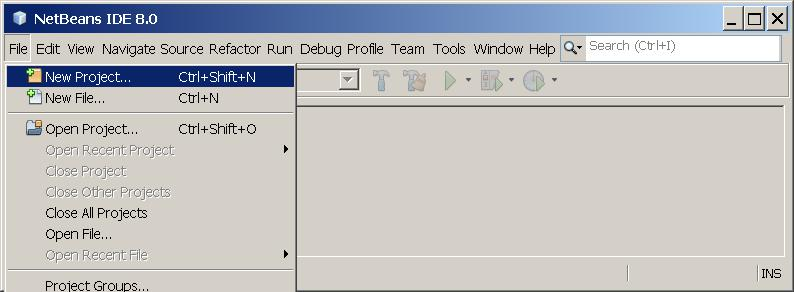 NetBeans IDE 8.0
File Edit View Navigate Source Refactor Run Debug Profile Team Tools Window Help Search (Ctrl+I)
New Project... Ctrl+Shift+N
New File... Ctrl+N
Open Project... Ctrl+Shift+O
Open Recent Project
Close Project
Close Other Projects
Close All Projects
Open File...
Open Recent File
Project Groups...
INS